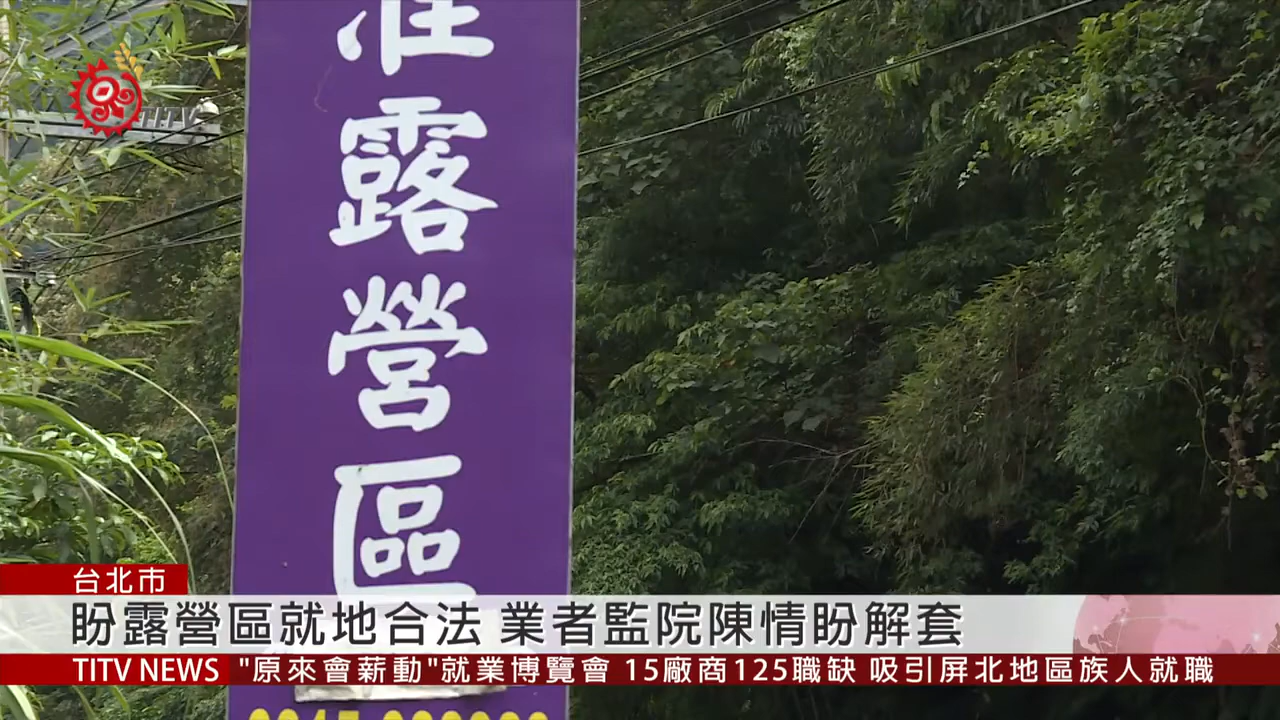 TITV
露營區
台北市
盼露營區就地合法 業者監院陳情盼解套
TITV NEWS "原來會薪動"就業博覽會 15廠商125職缺 吸引屏北地區族人就職